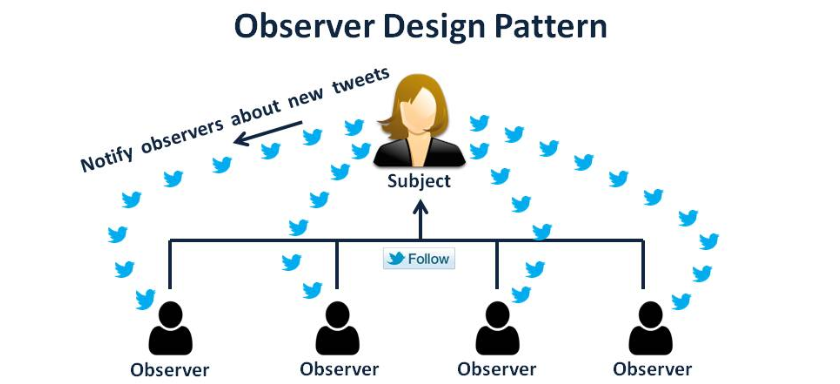 Observer Design Pattern
Notify observers about new tweets
Subject
Follow
Observer
Observer
Observer
Observer